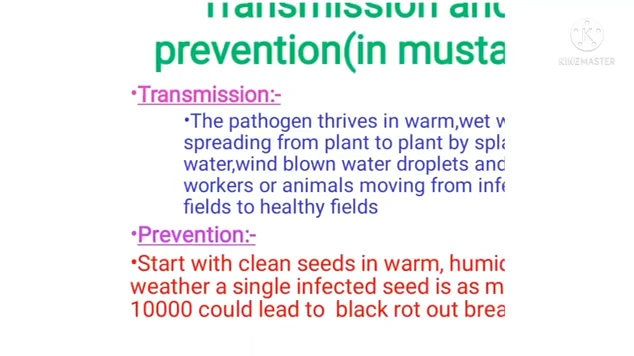 Transmission and
prevention(in musta
•Transmission:-
•The pathogen thrives in warm,wet w
spreading from plant to plant by spla
water,wind blown water droplets and
workers or animals moving from infe
fields to healthy fields
•Prevention:-
•Start with clean seeds in warm, humid
weather a single infected seed is as m
10000 could lead to black rot out brea
KINEMASTER